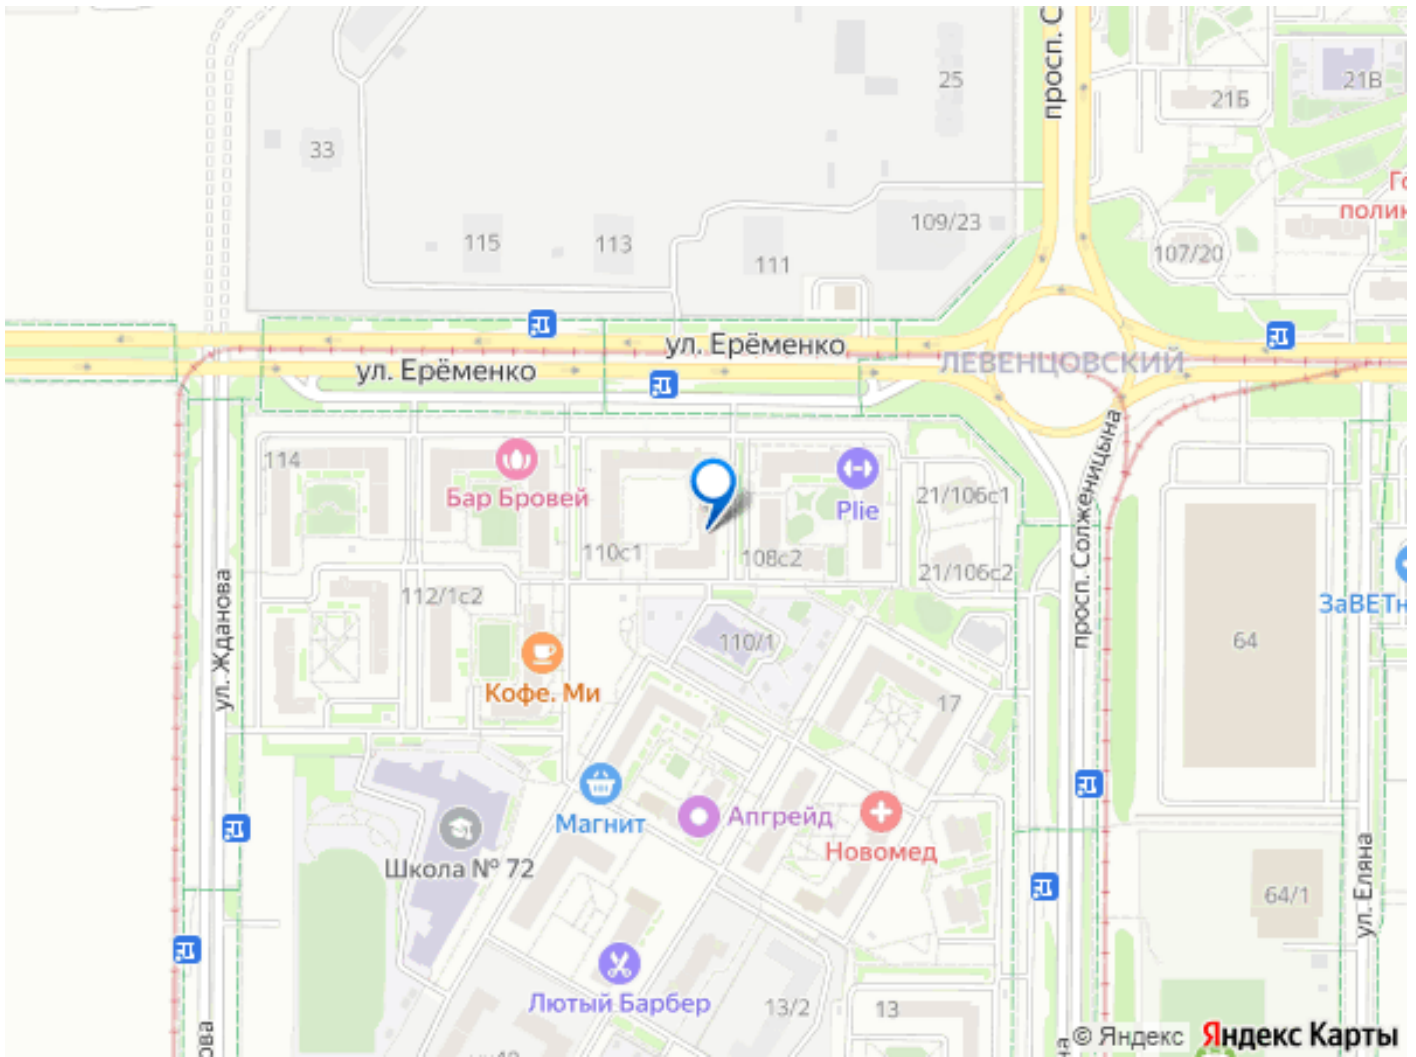 просп. С
25
21Б
21В
33
Го
полик
109/23
115
113
111
107/20
ул. Ерёменко
ЛЕВЕНЦОВСКИЙ
ул. Ерёменко
114
Бар Бровей
Plie
21/106с1
просп. Солженицына
110с1
108с2
21/106с2
112/1с2
ЗаВЕТн
ул. Жданова
110/1
64
Кофе. Ми
17
Магнит
Апгрейд
Новомед
Школа № 72
64/1
ул. Еляна
Лютый Барбер
13/2
13
ова
на
© Яндекс Яндекс Карты